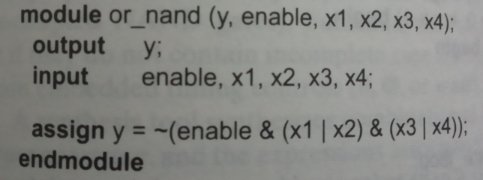 module or_nand (y, enable, x1, x2, x3, x4);
output y;
input enable, x1, x2, x3, x4;
assign y = ~(enable & (x1 | x2) & (x3 | x4));
endmodule